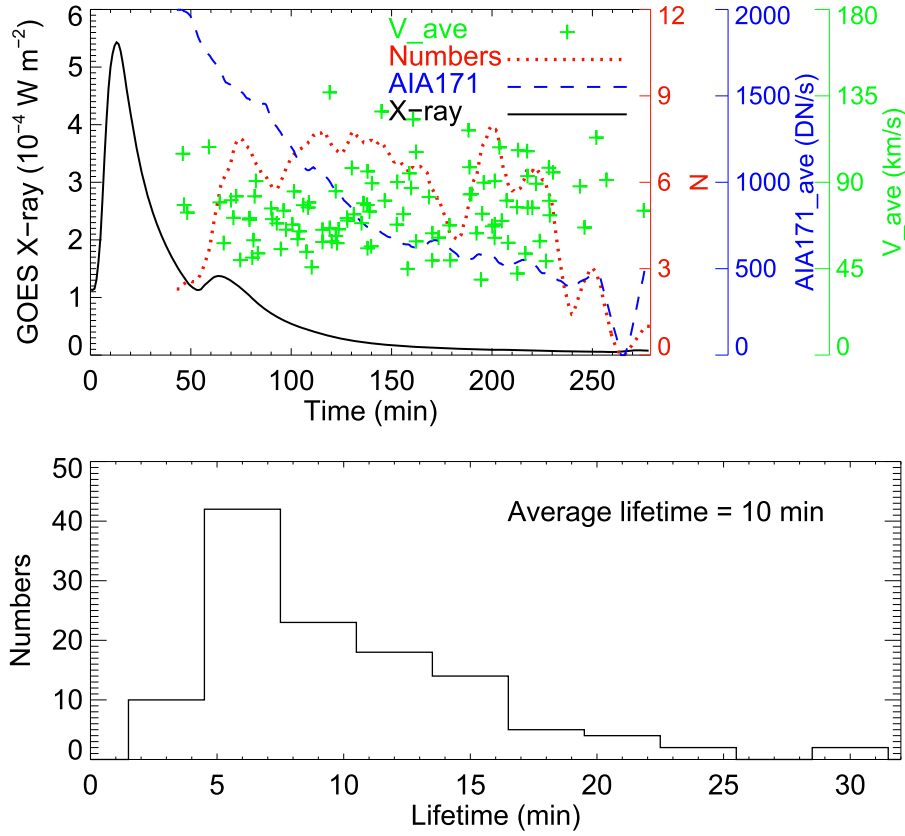 V_ave
Numbers
AIA171
X-ray
GOES X-ray (10⁻⁴ W m⁻²)
6
5
4
3
2
1
0
0 50 100 150 200 250
Time (min)
12
9
6
3
0
N
2000
1500
1000
500
0
AIA171_ave (DN/s)
180
135
90
45
0
V_ave (km/s)
Average lifetime = 10 min
Numbers
50
40
30
20
10
0
0 5 10 15 20 25 30
Lifetime (min)